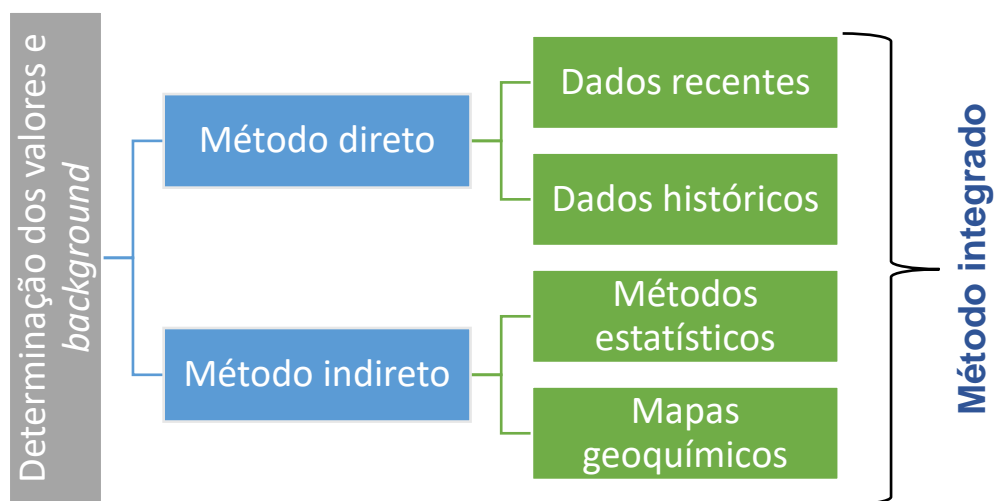 Determinação dos valores e
background
Método direto
Dados recentes
Dados históricos
Método indireto
Métodos
estatísticos
Mapas
geoquímicos
Método integrado